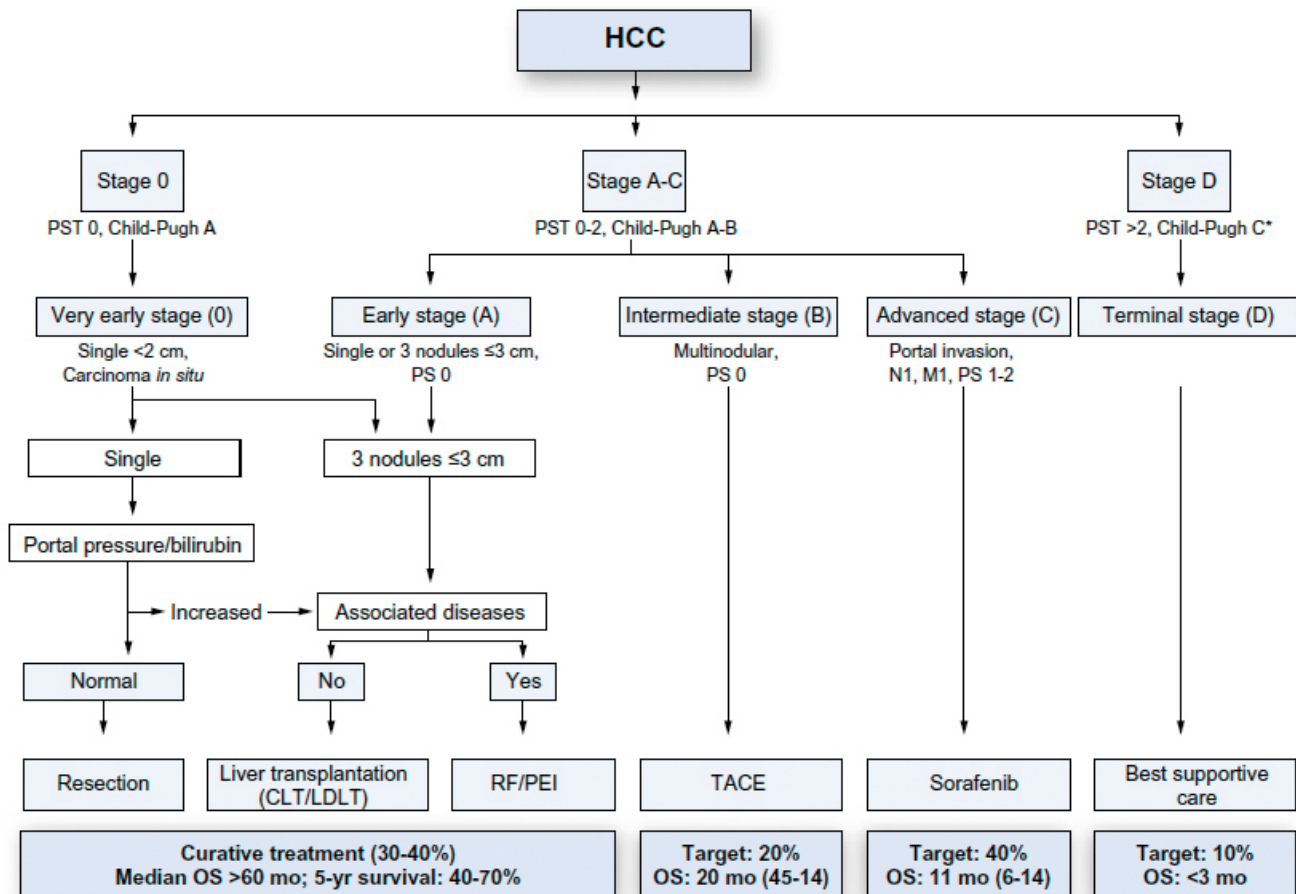 HCC
Stage 0
Stage A-C
Stage D
PST 0, Child-Pugh A
PST 0-2, Child-Pugh A-B
PST >2, Child-Pugh C*
Very early stage (0)
Early stage (A)
Intermediate stage (B)
Advanced stage (C)
Terminal stage (D)
Single <2 cm,
Carcinoma in situ
Single or 3 nodules ≤3 cm,
PS 0
Multinodular,
PS 0
Portal invasion,
N1, M1, PS 1-2
Single
3 nodules ≤3 cm
Portal pressure/bilirubin
Increased
Associated diseases
Normal
No
Yes
Resection
Liver transplantation
(CLT/LDLT)
RF/PEI
TACE
Sorafenib
Best supportive
care
Curative treatment (30-40%)
Median OS >60 mo; 5-yr survival: 40-70%
Target: 20%
OS: 20 mo (45-14)
Target: 40%
OS: 11 mo (6-14)
Target: 10%
OS: <3 mo